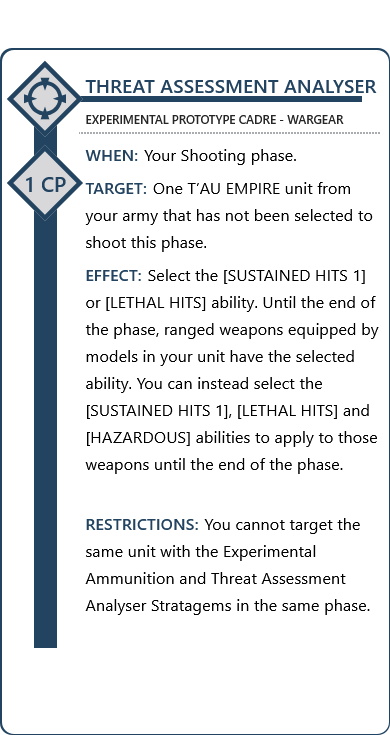 THREAT ASSESSMENT ANALYSER
EXPERIMENTAL PROTOTYPE CADRE - WARGEAR
WHEN: Your Shooting phase.
1 CP
TARGET: One T’AU EMPIRE unit from
your army that has not been selected to
shoot this phase.
EFFECT: Select the [SUSTAINED HITS 1]
or [LETHAL HITS] ability. Until the end of
the phase, ranged weapons equipped by
models in your unit have the selected
ability. You can instead select the
[SUSTAINED HITS 1], [LETHAL HITS] and
[HAZARDOUS] abilities to apply to those
weapons until the end of the phase.
RESTRICTIONS: You cannot target the
same unit with the Experimental
Ammunition and Threat Assessment
Analyser Stratagems in the same phase.